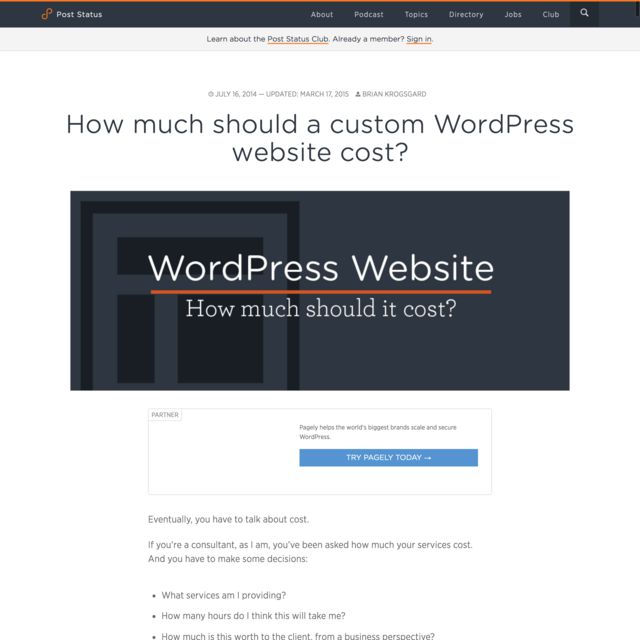 Post Status
About Podcast Topics Directory Jobs Club
Learn about the Post Status Club. Already a member? Sign in.
JULY 16, 2014 — UPDATED: MARCH 17, 2015 BRIAN KROGSGARD
How much should a custom WordPress
website cost?
WordPress Website
How much should it cost?
PARTNER
Pagely helps the world's biggest brands scale and secure
WordPress.
TRY PAGELY TODAY →
Eventually, you have to talk about cost.
If you're a consultant, as I am, you've been asked how much your services cost.
And you have to make some decisions:
• What services am I providing?
• How many hours do I think this will take me?
• How much is this worth to the client, from a business perspective?